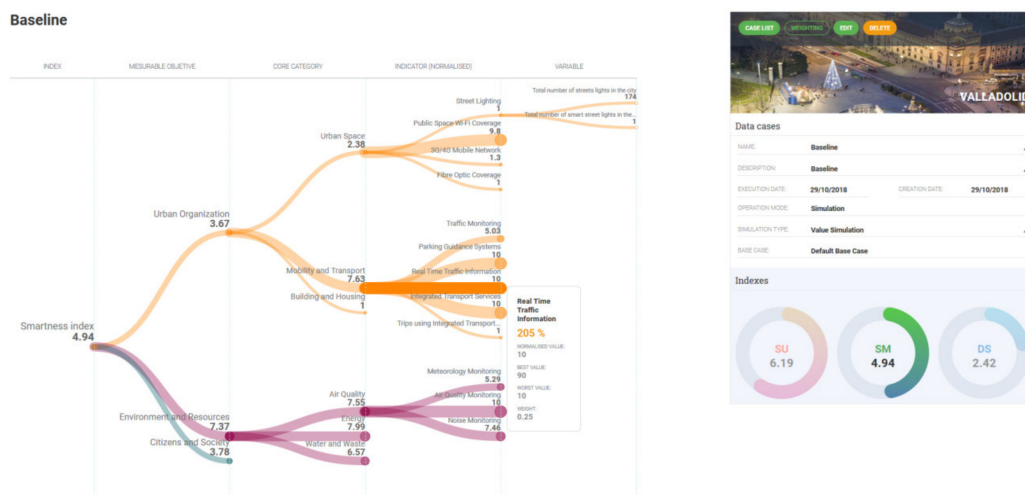 Baseline
INDEX MESURABLE OBJETIVE CORE CATEGORY INDICATOR (NORMALISED) VARIABLE
Total number of streets lights in the city
174
Street Lighting
1
Total number of smart street lights in the...
1
Public Space Wi-Fi Coverage
9.8
Urban Space
2.38
3G/4G Mobile Network
1.3
Fibre Optic Coverage
1
Urban Organization
3.67
Traffic Monitoring
5.03
Parking Guidance Systems
10
Mobility and Transport
7.63
Real Time Traffic Information
10
Building and Housing
1
Integrated Transport Services
10
Trips using Integrated Transport...
1
Real Time
Traffic
Information
205 %
NORMALISED VALUE:
10
BEST VALUE:
90
WORST VALUE:
10
WEIGHT:
0.25
Smartness index
4.94
Meteorology Monitoring
5.29
Air Quality
7.55
Air Quality Monitoring
10
Environment and Resources
7.37
Energy
7.99
Noise Monitoring
7.46
Citizens and Society
3.78
Water and Waste
6.57
CASE LIST WEIGHTING EDIT DELETE
VALLADOLID
Data cases
NAME: Baseline
DESCRIPTION: Baseline
EXECUTION DATE: 29/10/2018 CREATION DATE: 29/10/2018
OPERATION MODE: Simulation
SIMULATION TYPE: Value Simulation
BASE CASE: Default Base Case
Indexes
SU SM DS
6.19 4.94 2.42